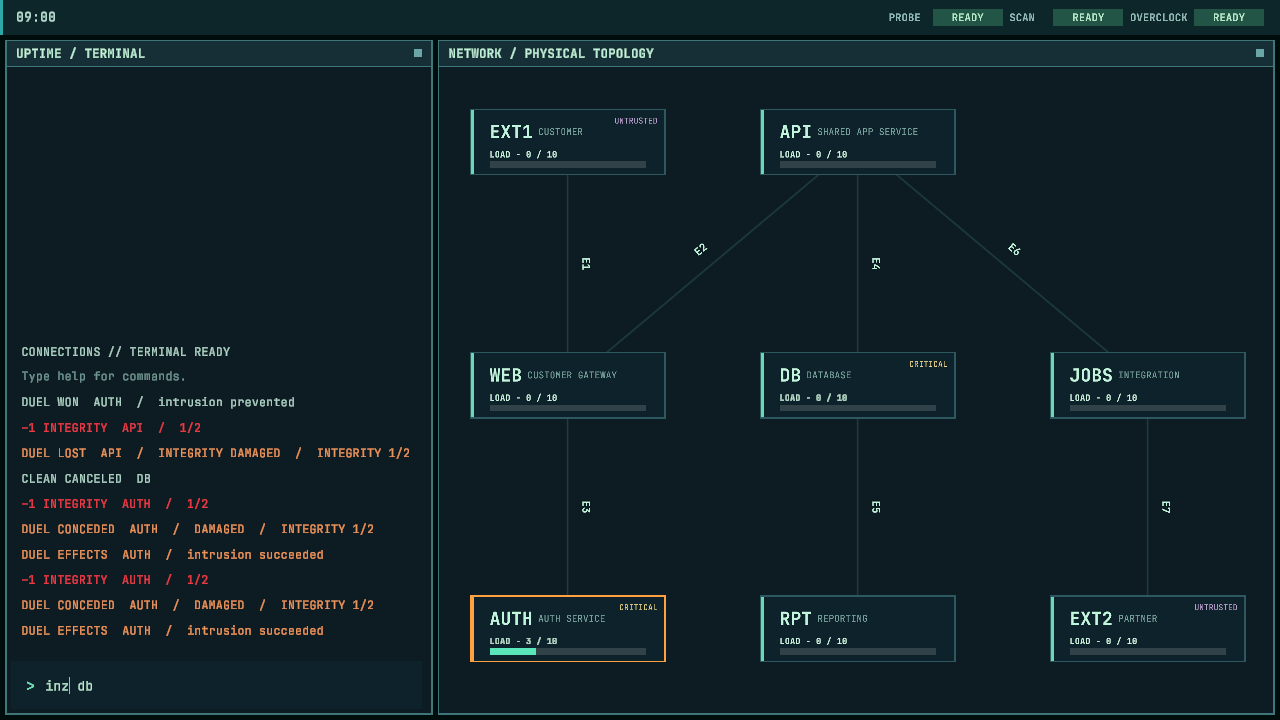 09:00
PROBE READY SCAN READY OVERCLOCK READY
UPTIME / TERMINAL
CONNECTIONS // TERMINAL READY
Type help for commands.
DUEL WON AUTH / intrusion prevented
-1 INTEGRITY API / 1/2
DUEL LOST API / INTEGRITY DAMAGED / INTEGRITY 1/2
CLEAN CANCELED DB
-1 INTEGRITY AUTH / 1/2
DUEL CONCEDED AUTH / DAMAGED / INTEGRITY 1/2
DUEL EFFECTS AUTH / intrusion succeeded
-1 INTEGRITY AUTH / 1/2
DUEL CONCEDED AUTH / DAMAGED / INTEGRITY 1/2
DUEL EFFECTS AUTH / intrusion succeeded
> inz db
NETWORK / PHYSICAL TOPOLOGY
UNTRUSTED
EXT1 CUSTOMER
LOAD - 0 / 10
API SHARED APP SERVICE
LOAD - 0 / 10
E1
E2
E4
E6
WEB CUSTOMER GATEWAY
LOAD - 0 / 10
CRITICAL
DB DATABASE
LOAD - 0 / 10
JOBS INTEGRATION
LOAD - 0 / 10
E3
E5
E7
CRITICAL
AUTH AUTH SERVICE
LOAD - 3 / 10
RPT REPORTING
LOAD - 0 / 10
UNTRUSTED
EXT2 PARTNER
LOAD - 0 / 10